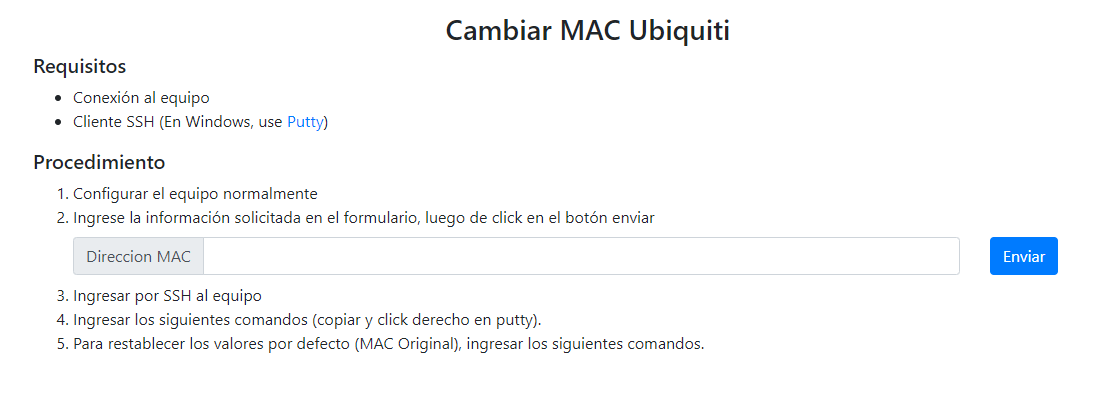 Cambiar MAC Ubiquiti
Requisitos
• Conexión al equipo
• Cliente SSH (En Windows, use Putty)
Procedimiento
1. Configurar el equipo normalmente
2. Ingrese la información solicitada en el formulario, luego de click en el botón enviar
Direccion MAC
Enviar
3. Ingresar por SSH al equipo
4. Ingresar los siguientes comandos (copiar y click derecho en putty).
5. Para restablecer los valores por defecto (MAC Original), ingresar los siguientes comandos.